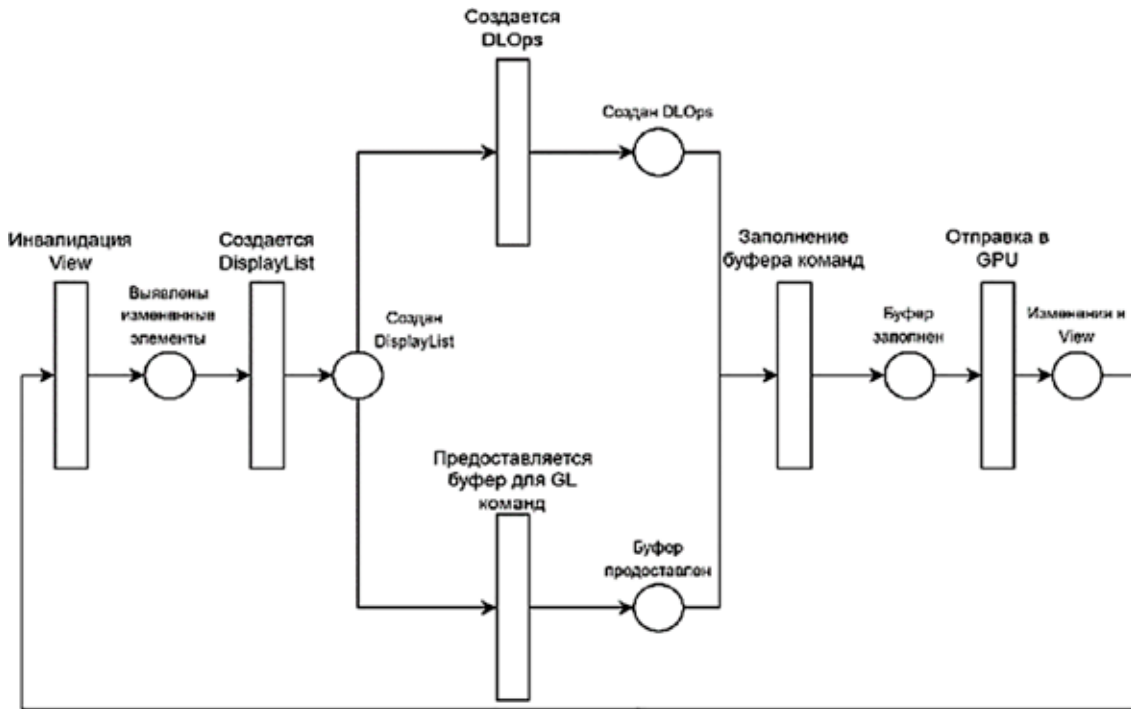 Создается
DLOps
Создан DLOps
Инвалидация
View
Выявлены
измененные
элементы
Создается
DisplayList
Создан
DisplayList
Предоставляется
буфер для GL
команд
Буфер
предоставлен
Заполнение
буфера команд
Буфер
заполнен
Отправка в
GPU
Изменения и
View